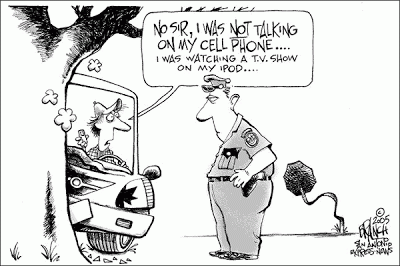 NO SIR, I WAS NOT TALKING
ON MY CELL PHONE....
I WAS WATCHING A T.V. SHOW
ON MY IPOD....
©
2005
BRANCH
SAN ANTONIO
EXPRESS-NEWS